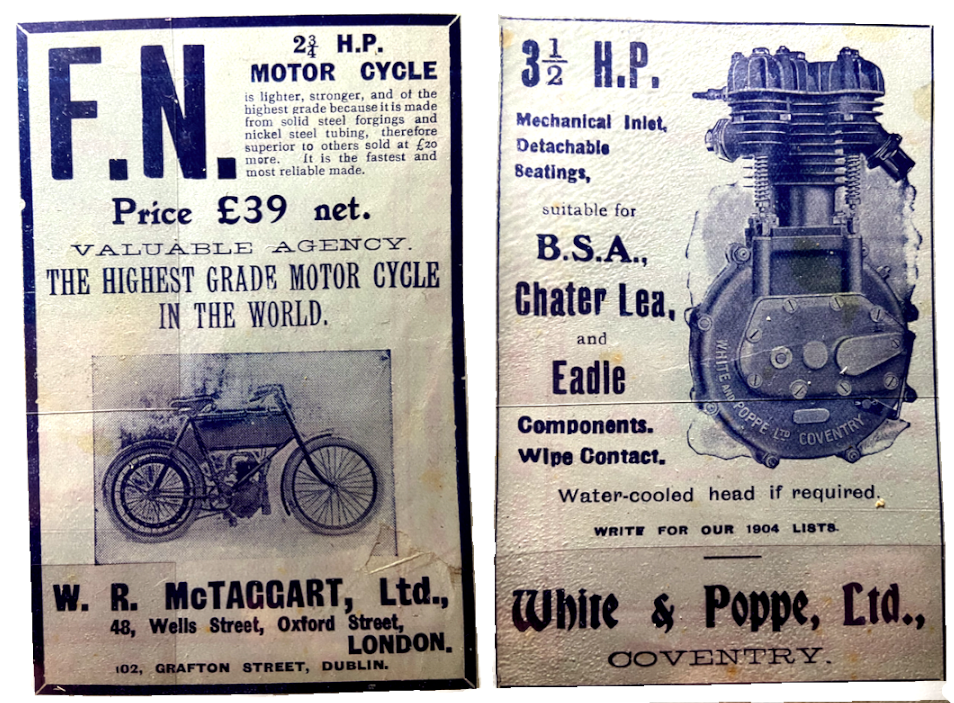 F.N.
2¾ H.P.
MOTOR CYCLE
is lighter, stronger, and of the
highest grade because it is made
from solid steel forgings and
nickel steel tubing, therefore
superior to others sold at £20
more. It is the fastest and
most reliable made.
Price £39 net.
VALUABLE AGENCY.
THE HIGHEST GRADE MOTOR CYCLE
IN THE WORLD.
W. R. McTAGGART, Ltd.,
48, Wells Street, Oxford Street,
LONDON.
102, GRAFTON STREET, DUBLIN.
3½ H.P.
Mechanical Inlet,
Detachable
Seatings,
suitable for
B.S.A.,
Chater Lea,
and
Eadie
Components.
Wipe Contact.
WHITE AND POPPE LTD COVENTRY
Water-cooled head if required.
WRITE FOR OUR 1904 LISTS.
White & Poppe, Ltd.,
COVENTRY.